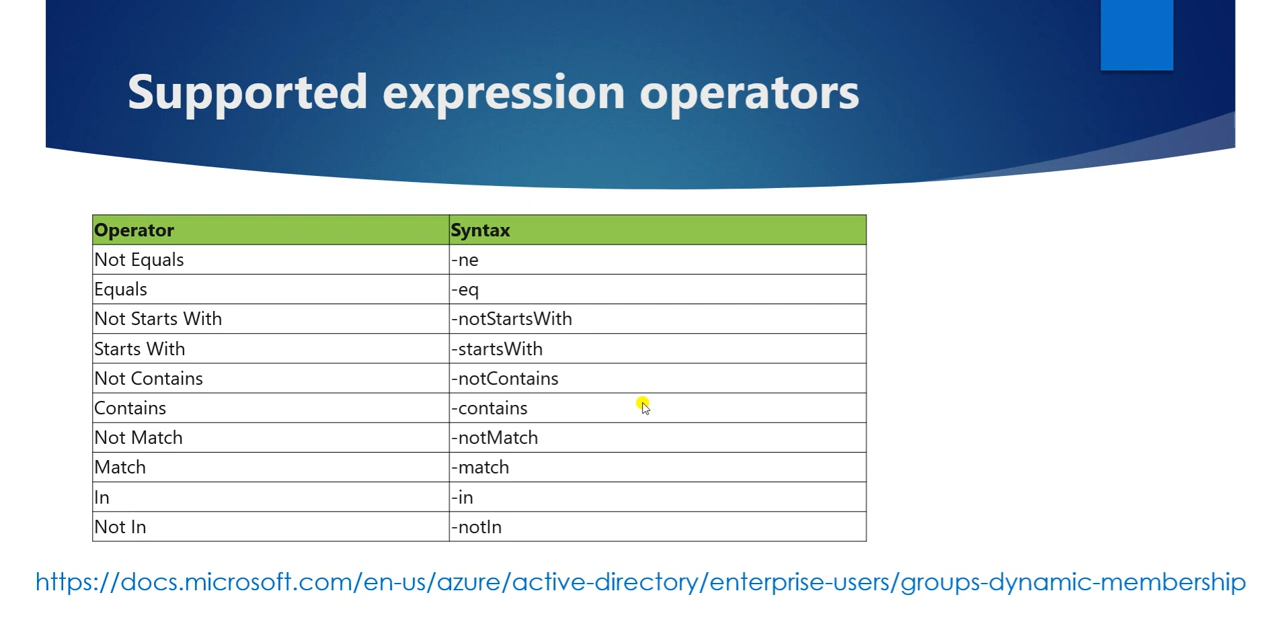 Supported expression operators
Operator Syntax
Not Equals -ne
Equals -eq
Not Starts With -notStartsWith
Starts With -startsWith
Not Contains -notContains
Contains -contains
Not Match -notMatch
Match -match
In -in
Not In -notIn
https://docs.microsoft.com/en-us/azure/active-directory/enterprise-users/groups-dynamic-membership